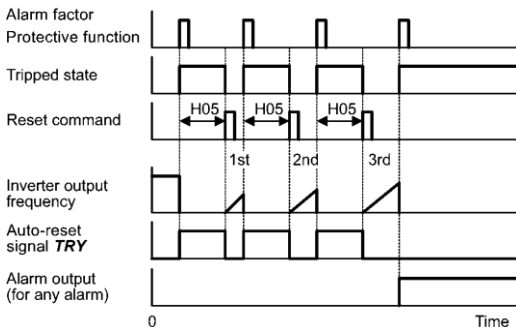 Alarm factor
Protective function
Tripped state
H05 H05 H05
Reset command
1st 2nd 3rd
Inverter output
frequency
Auto-reset
signal TRY
Alarm output
(for any alarm)
0 Time